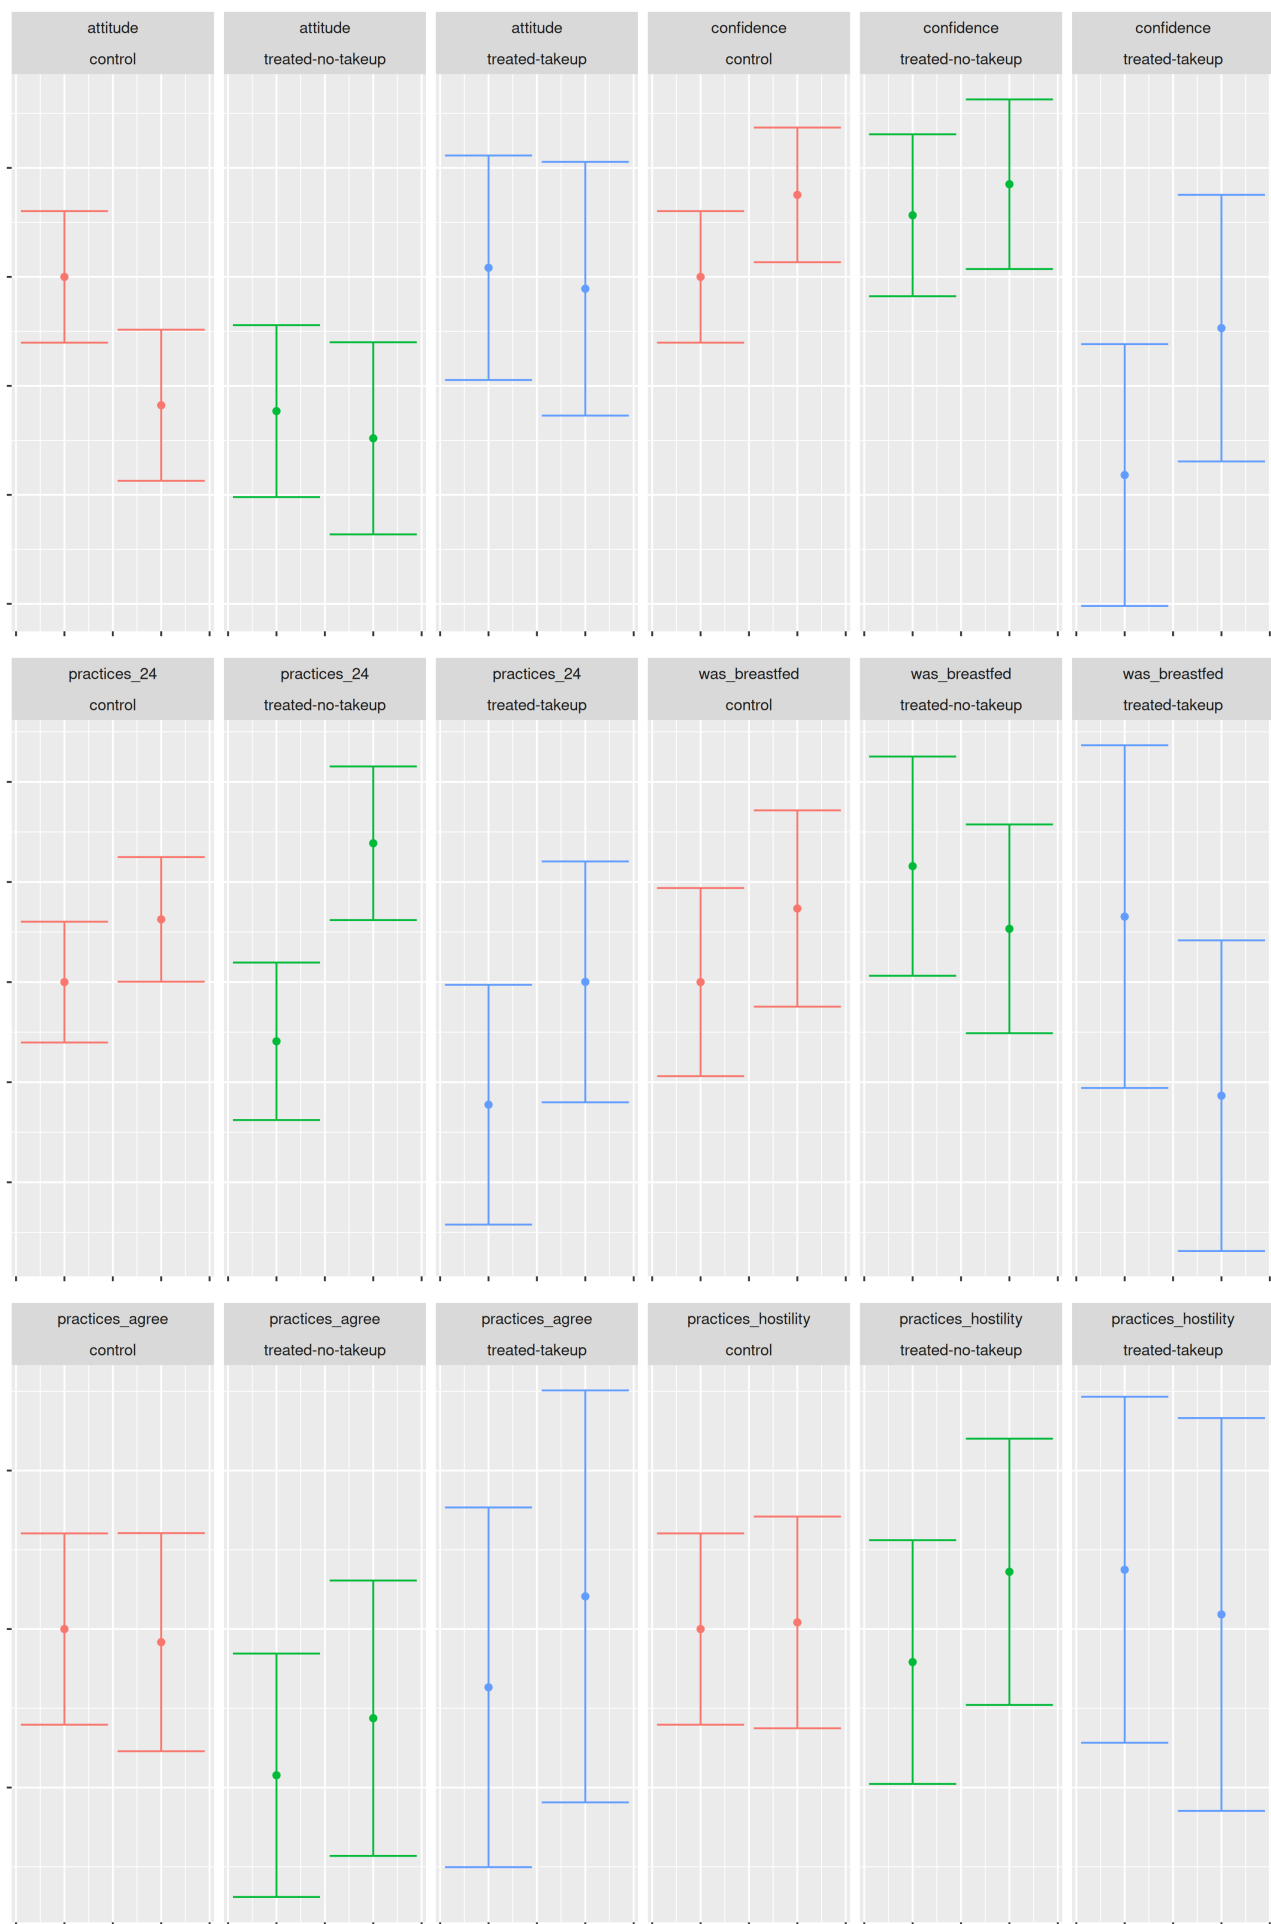 attitude
control
attitude
treated-no-takeup
attitude
treated-takeup
confidence
control
confidence
treated-no-takeup
confidence
treated-takeup
practices_24
control
practices_24
treated-no-takeup
practices_24
treated-takeup
was_breastfed
control
was_breastfed
treated-no-takeup
was_breastfed
treated-takeup
practices_agree
control
practices_agree
treated-no-takeup
practices_agree
treated-takeup
practices_hostility
control
practices_hostility
treated-no-takeup
practices_hostility
treated-takeup